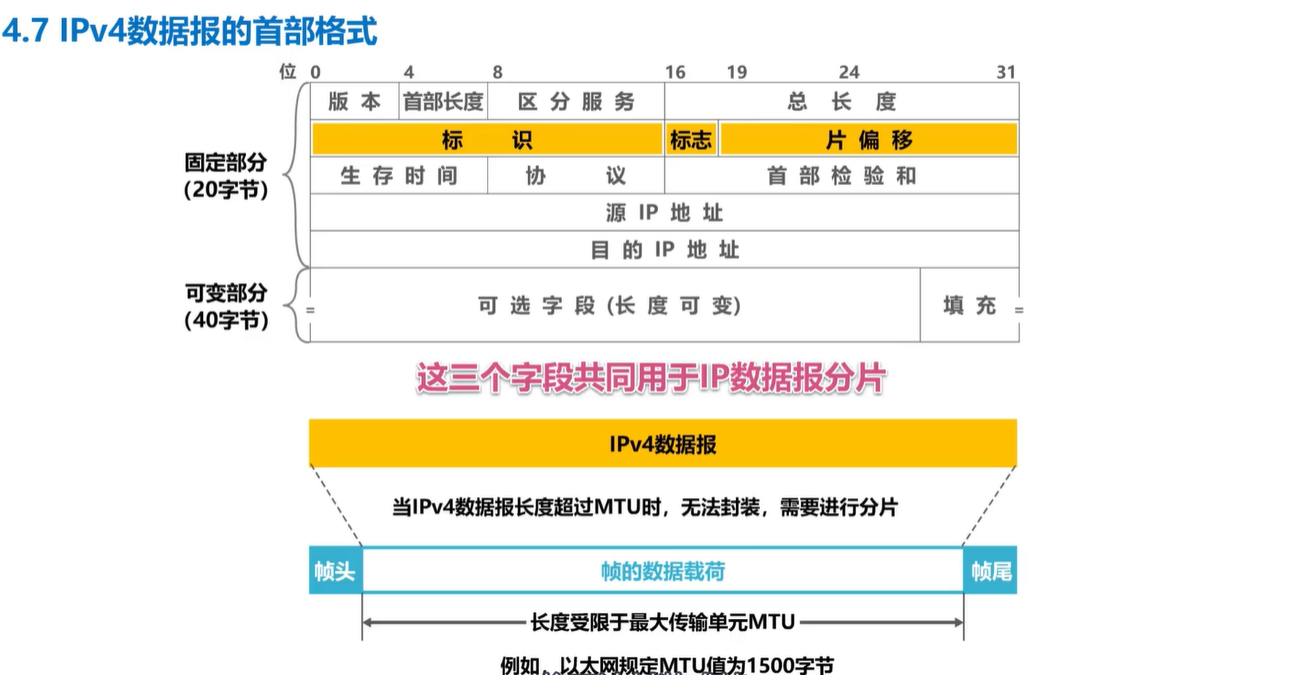 4.7 IPv4数据报的首部格式
位 0 4 8 16 19 24 31
版本 首部长度 区分服务 总长度
标识 标志 片偏移
固定部分
(20字节)
生存时间 协议 首部检验和
源IP地址
目的IP地址
可变部分
(40字节)
可选字段(长度可变) 填充
= =
这三个字段共同用于IP数据报分片
IPv4数据报
当IPv4数据报长度超过MTU时，无法封装，需要进行分片
帧头 帧的数据载荷 帧尾
长度受限于最大传输单元MTU
例如，以太网规定MTU值为1500字节